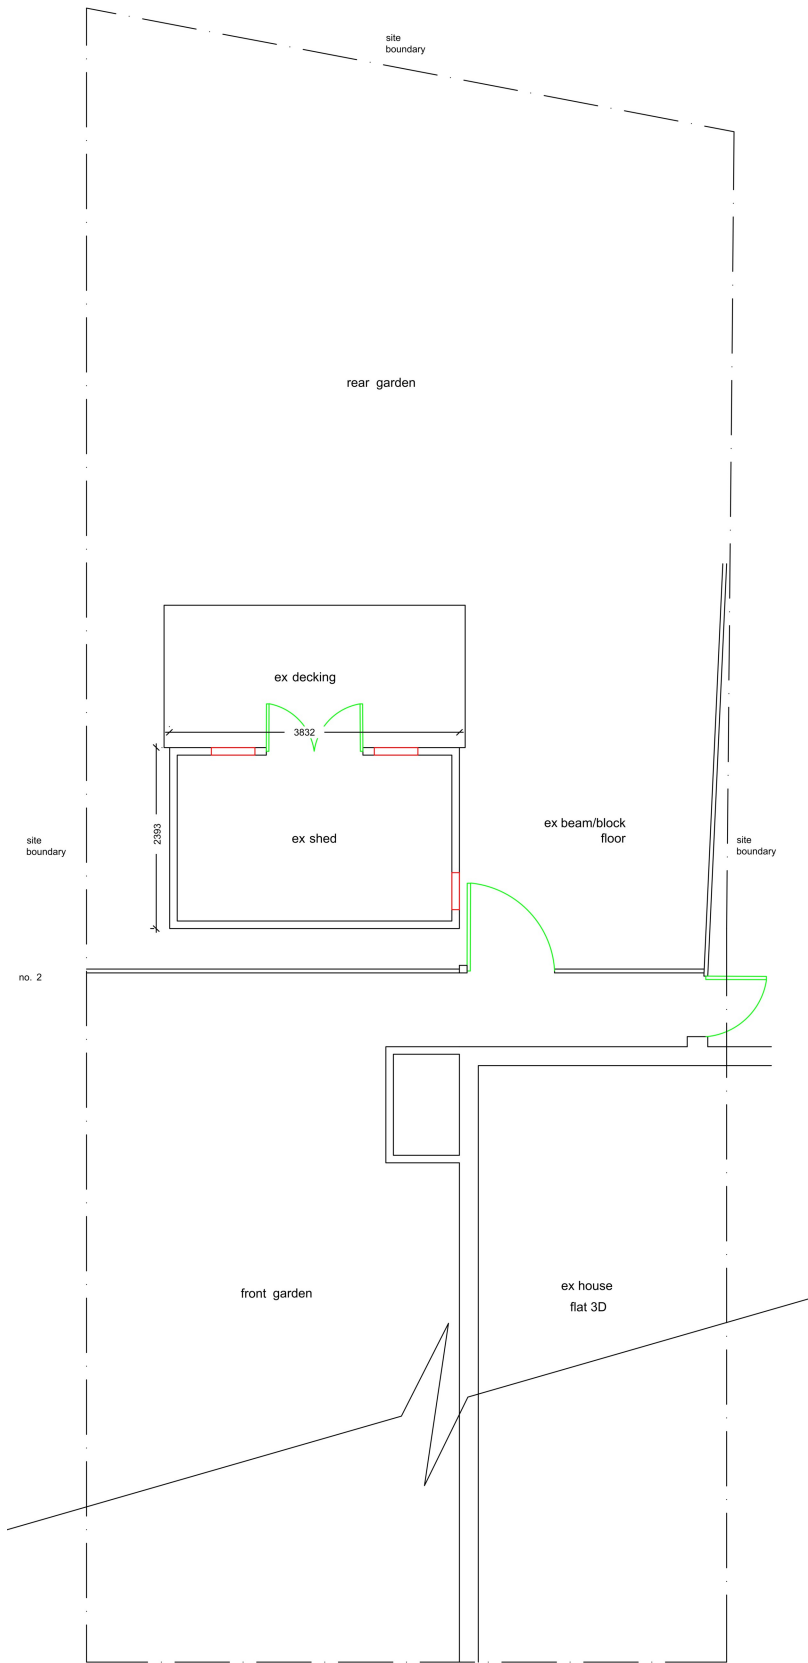 site
boundary
rear garden
ex decking
3832
2393
ex beam/block
floor
ex shed
site
boundary
site
boundary
no. 2
front garden
ex house
flat 3D